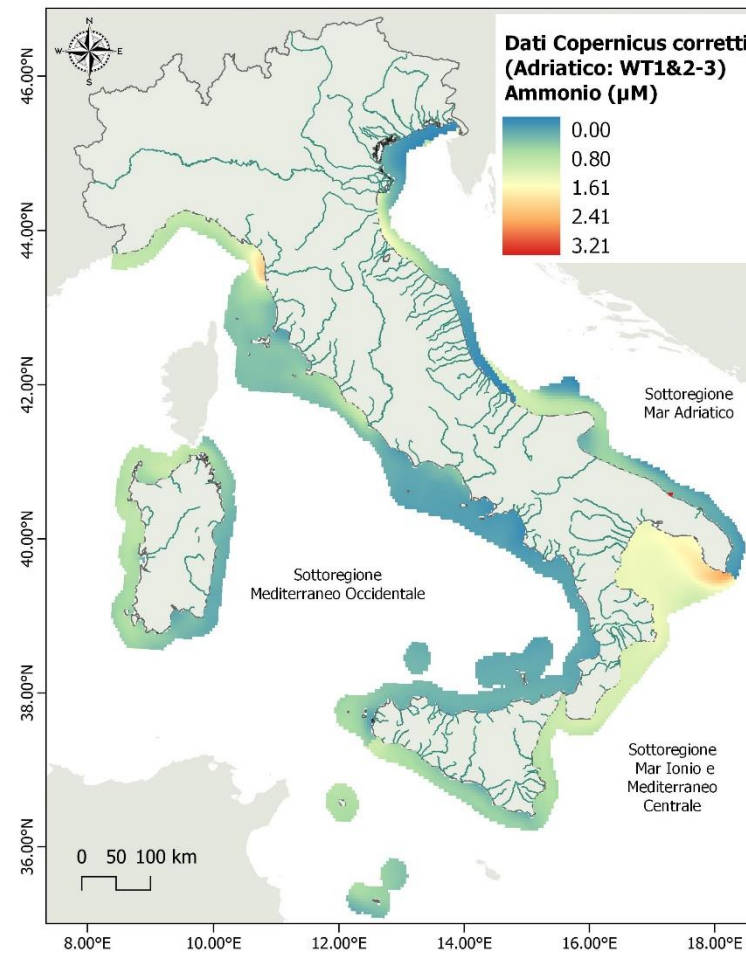 N
W E
S
Dati Copernicus corretti
(Adriatico: WT1&2-3)
Ammonio (µM)
0.00
0.80
1.61
2.41
3.21
46.00°N
44.00°N
42.00°N
40.00°N
38.00°N
36.00°N
Sottoregione
Mar Adriatico
Sottoregione
Mediterraneo Occidentale
Sottoregione
Mar Ionio e
Mediterraneo
Centrale
0 50 100 km
8.00°E 10.00°E 12.00°E 14.00°E 16.00°E 18.00°E